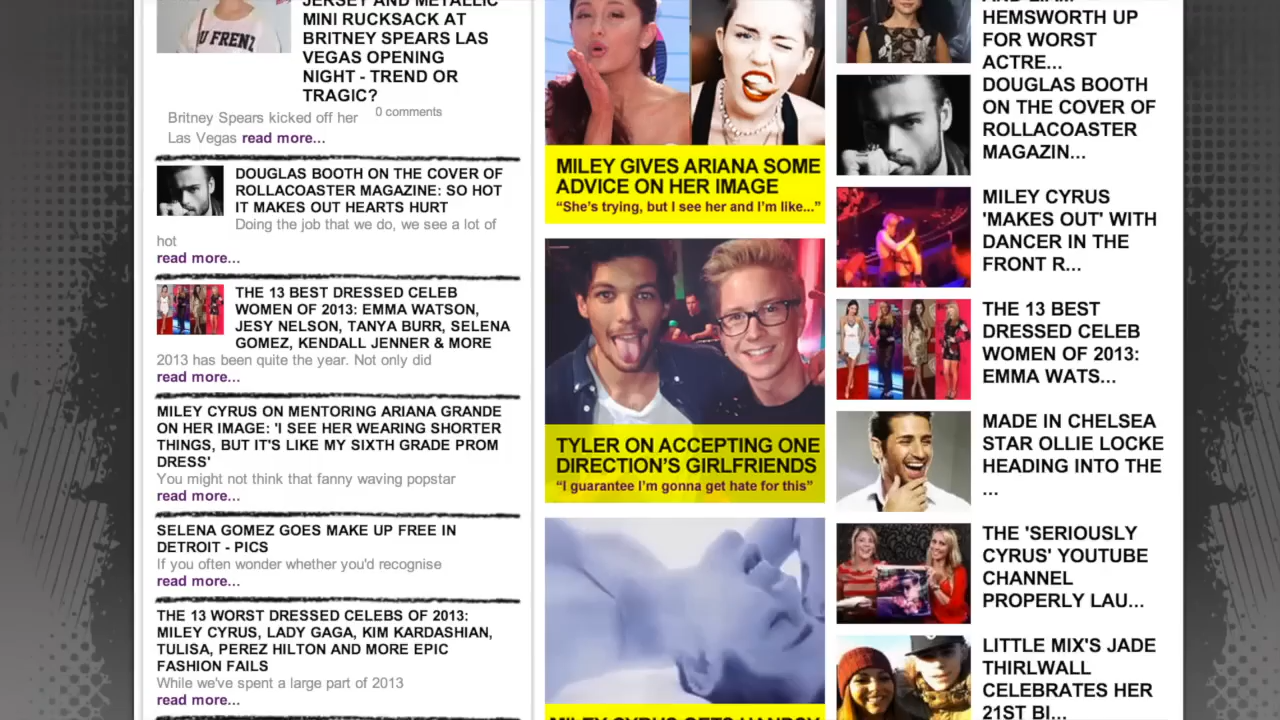 JERSEY AND METALLIC
MINI RUCKSACK AT
BRITNEY SPEARS LAS
VEGAS OPENING
NIGHT - TREND OR
TRAGIC?
Britney Spears kicked off her
0 comments
Las Vegas read more...
U FRENZ
DOUGLAS BOOTH ON THE COVER OF
ROLLACOASTER MAGAZINE: SO HOT
IT MAKES OUT HEARTS HURT
Doing the job that we do, we see a lot of
hot
read more...
THE 13 BEST DRESSED CELEB
WOMEN OF 2013: EMMA WATSON,
JESY NELSON, TANYA BURR, SELENA
GOMEZ, KENDALL JENNER & MORE
2013 has been quite the year. Not only did
read more...
MILEY CYRUS ON MENTORING ARIANA GRANDE
ON HER IMAGE: 'I SEE HER WEARING SHORTER
THINGS, BUT IT'S LIKE MY SIXTH GRADE PROM
DRESS'
You might not think that fanny waving popstar
read more...
SELENA GOMEZ GOES MAKE UP FREE IN
DETROIT - PICS
If you often wonder whether you'd recognise
read more...
THE 13 WORST DRESSED CELEBS OF 2013:
MILEY CYRUS, LADY GAGA, KIM KARDASHIAN,
TULISA, PEREZ HILTON AND MORE EPIC
FASHION FAILS
While we've spent a large part of 2013
read more...
MILEY GIVES ARIANA SOME
ADVICE ON HER IMAGE
“She's trying, but I see her and I'm like...”
TYLER ON ACCEPTING ONE
DIRECTION'S GIRLFRIENDS
“I guarantee I'm gonna get hate for this”
MILEY CYRUS GETS HANDSY
AND LIAM
HEMSWORTH UP
FOR WORST
ACTRE...
DOUGLAS BOOTH
ON THE COVER OF
ROLLACOASTER
MAGAZIN...
MILEY CYRUS
'MAKES OUT' WITH
DANCER IN THE
FRONT R...
THE 13 BEST
DRESSED CELEB
WOMEN OF 2013:
EMMA WATS...
MADE IN CHELSEA
STAR OLLIE LOCKE
HEADING INTO THE
...
THE 'SERIOUSLY
CYRUS' YOUTUBE
CHANNEL
PROPERLY LAU...
LITTLE MIX'S JADE
THIRLWALL
CELEBRATES HER
21ST BI...